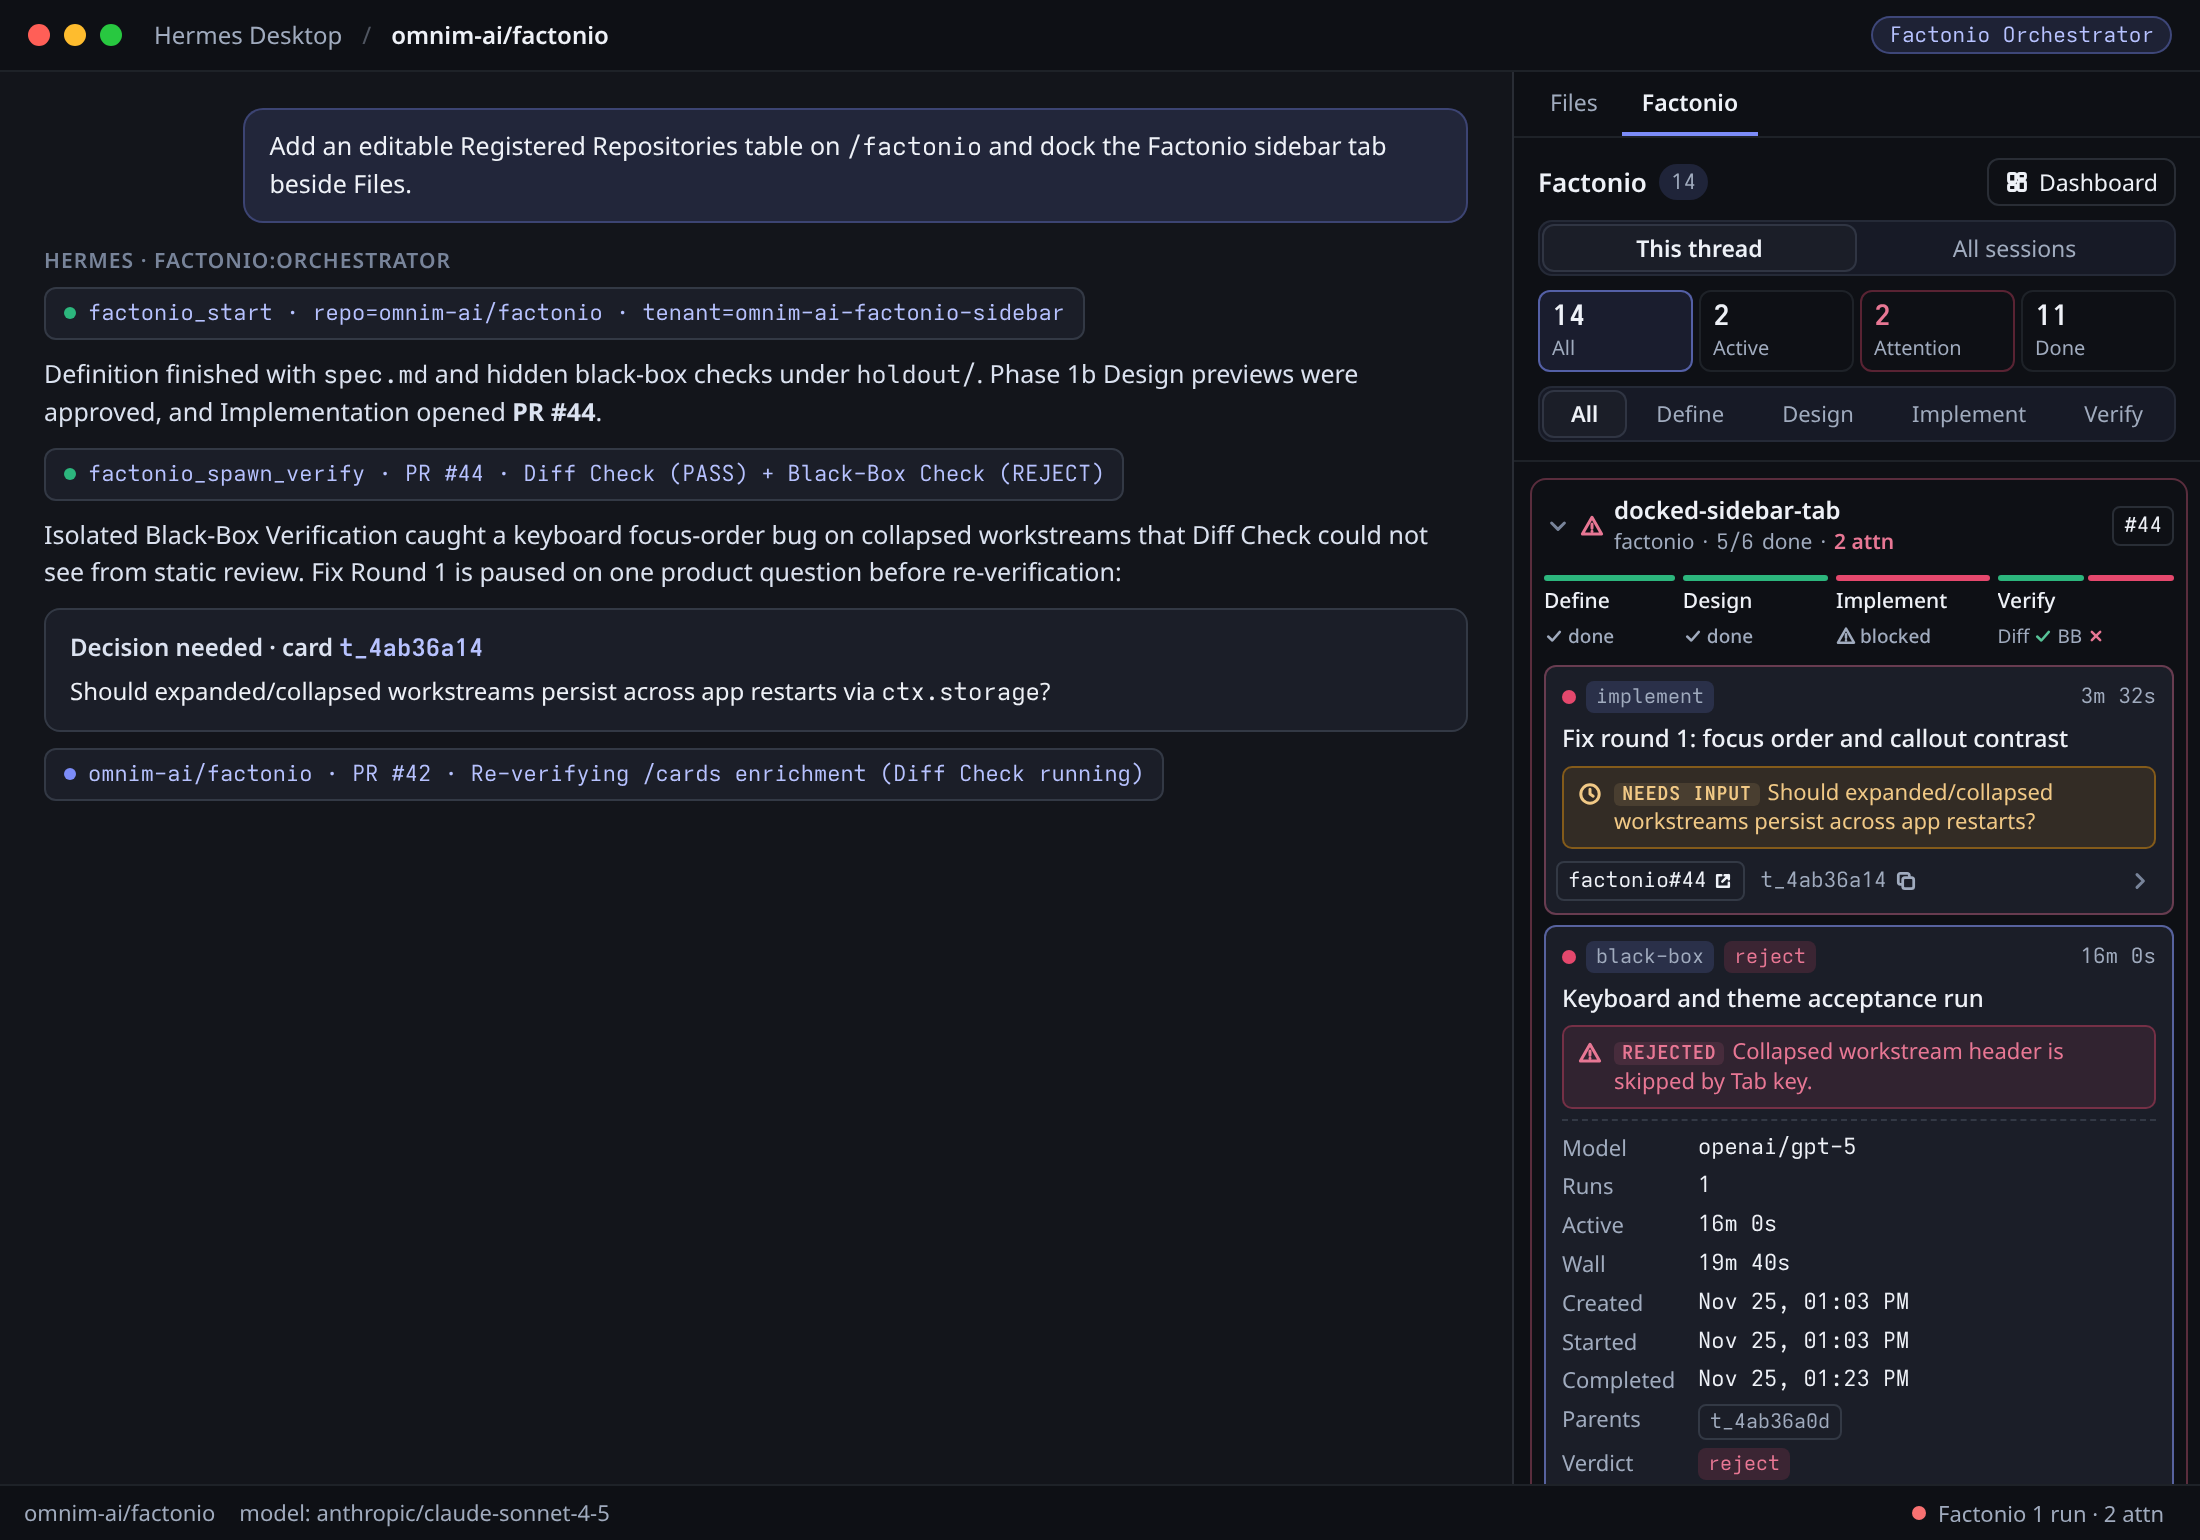 Hermes Desktop / omnim-ai/factonio
Factonio Orchestrator
Add an editable Registered Repositories table on /factonio and dock the Factonio sidebar tab
beside Files.
HERMES · FACTONIO:ORCHESTRATOR
factonio_start · repo=omnim-ai/factonio · tenant=omnim-ai-factonio-sidebar
Definition finished with spec.md and hidden black-box checks under holdout/. Phase 1b Design previews were
approved, and Implementation opened PR #44.
factonio_spawn_verify · PR #44 · Diff Check (PASS) + Black-Box Check (REJECT)
Isolated Black-Box Verification caught a keyboard focus-order bug on collapsed workstreams that Diff Check could not
see from static review. Fix Round 1 is paused on one product question before re-verification:
Decision needed · card t_4ab36a14
Should expanded/collapsed workstreams persist across app restarts via ctx.storage?
omnim-ai/factonio · PR #42 · Re-verifying /cards enrichment (Diff Check running)
Files Factonio
Factonio 14 Dashboard
This thread All sessions
14 2 2 11
All Active Attention Done
All Define Design Implement Verify
docked-sidebar-tab
factonio · 5/6 done · 2 attn
#44
Define Design Implement Verify
done done blocked Diff BB
implement 3m 32s
Fix round 1: focus order and callout contrast
NEEDS INPUT Should expanded/collapsed
workstreams persist across app restarts?
factonio#44 t_4ab36a14
black-box reject 16m 0s
Keyboard and theme acceptance run
REJECTED Collapsed workstream header is
skipped by Tab key.
Model openai/gpt-5
Runs 1
Active 16m 0s
Wall 19m 40s
Created Nov 25, 01:03 PM
Started Nov 25, 01:03 PM
Completed Nov 25, 01:23 PM
Parents t_4ab36a0d
Verdict reject
omnim-ai/factonio model: anthropic/claude-sonnet-4-5
Factonio 1 run · 2 attn